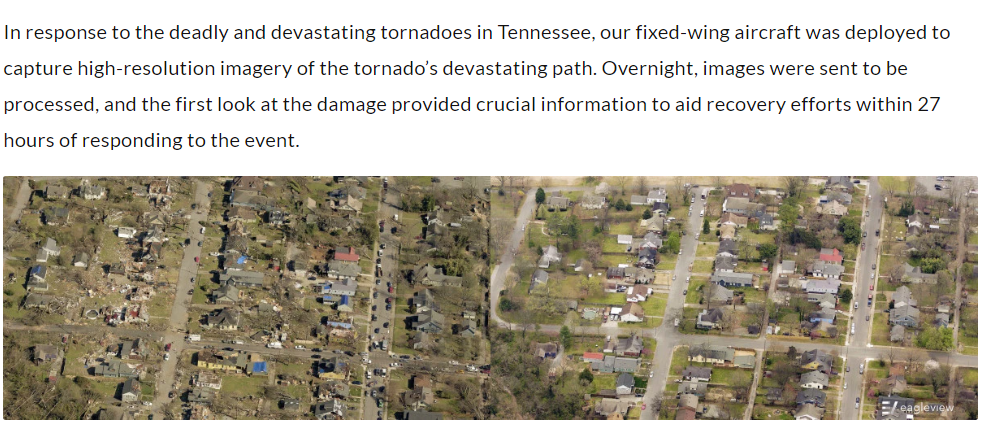 In response to the deadly and devastating tornadoes in Tennessee, our fixed-wing aircraft was deployed to
capture high-resolution imagery of the tornado’s devastating path. Overnight, images were sent to be
processed, and the first look at the damage provided crucial information to aid recovery efforts within 27
hours of responding to the event.
eagleview